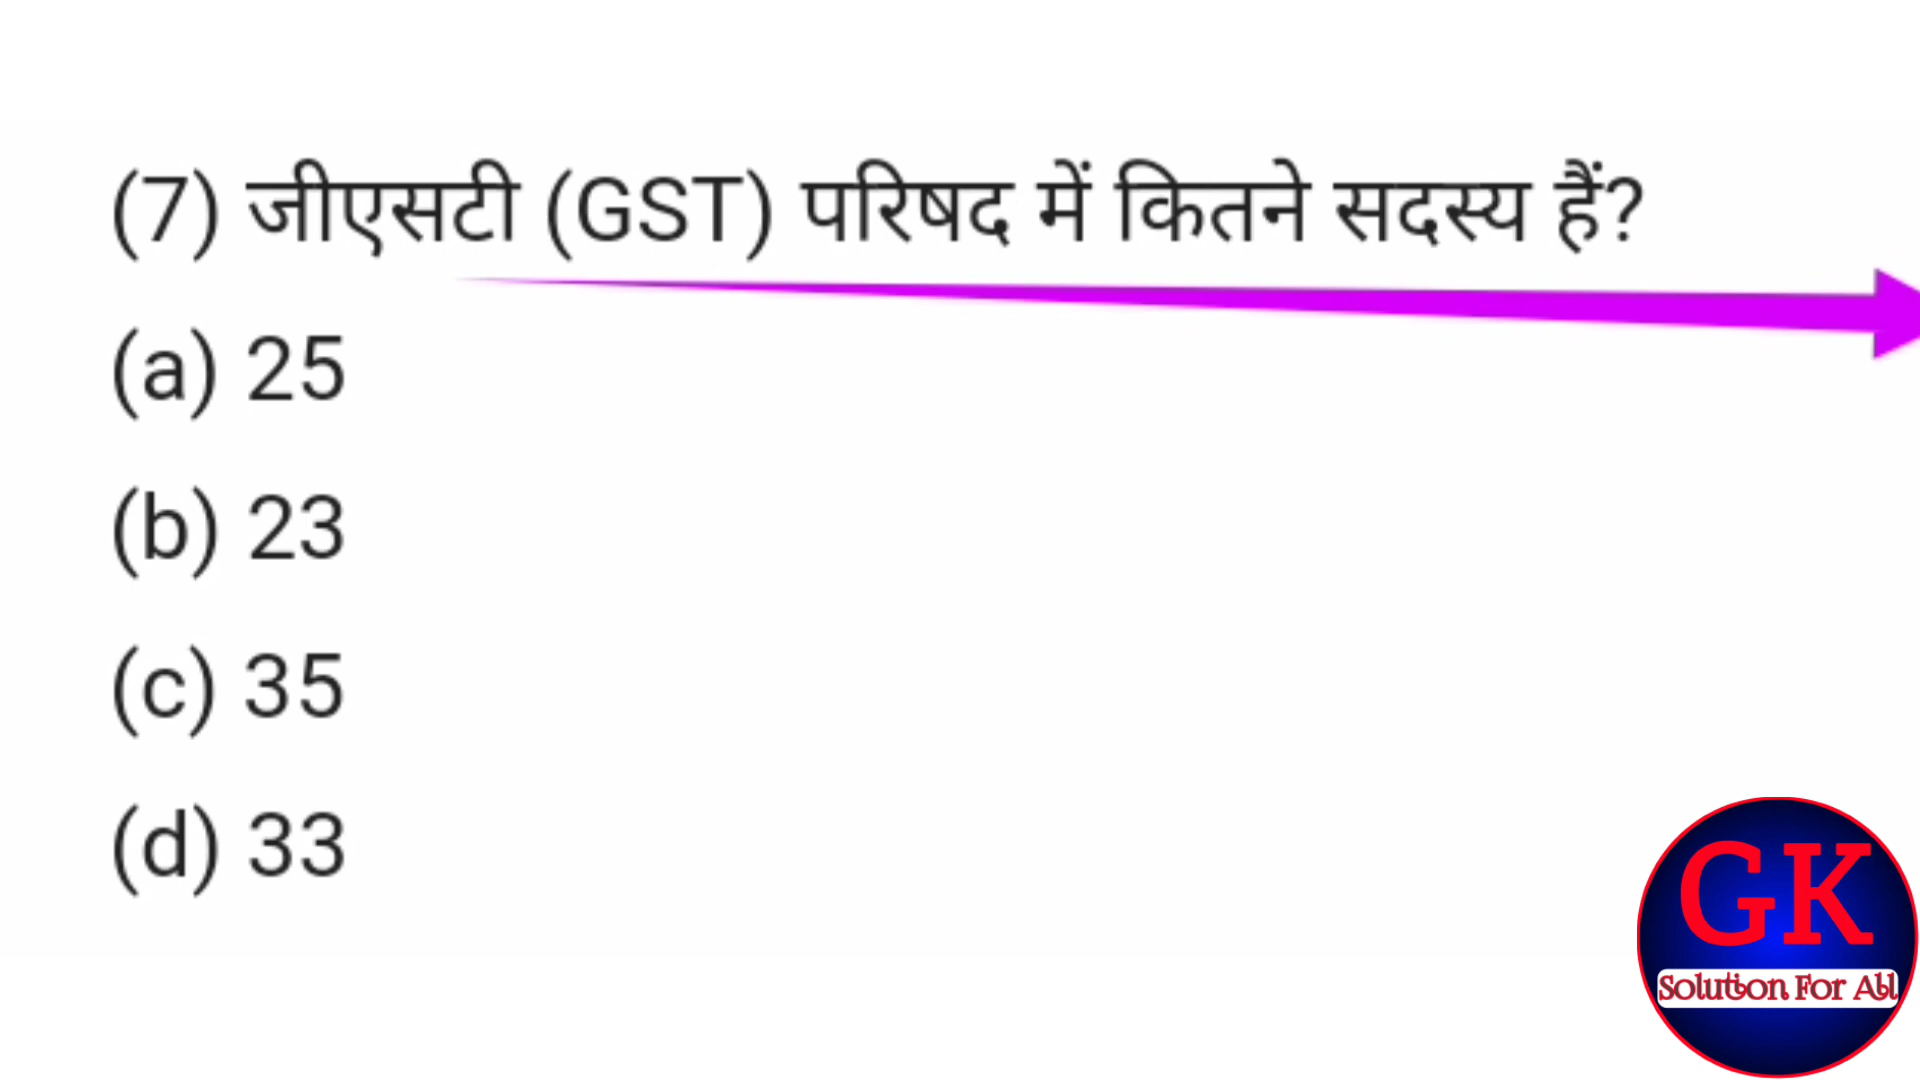 (7) जीएसटी (GST) परिषद में कितने सदस्य हैं?
(a) 25
(b) 23
(c) 35
(d) 33
GK
Solution For All